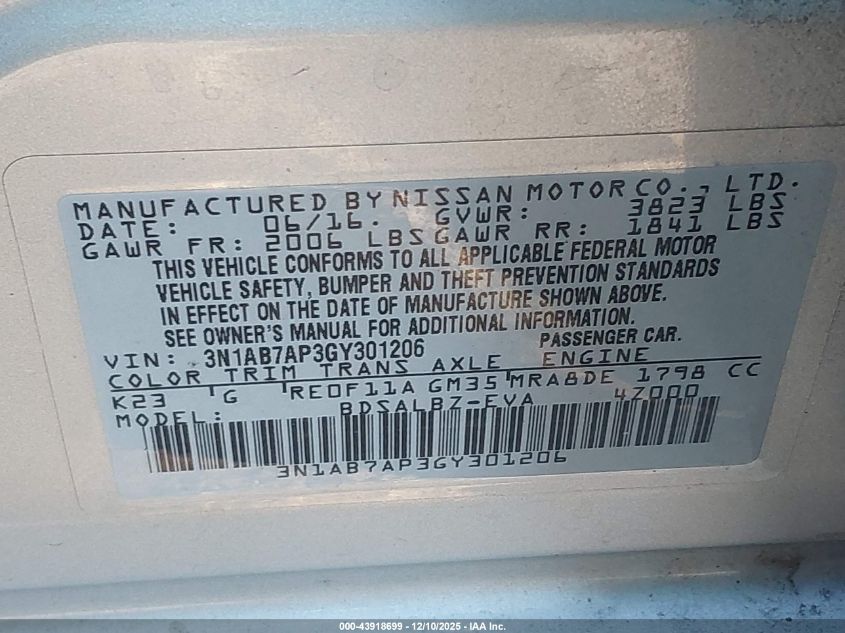 MANUFACTURED BY NISSAN MOTOR CO., LTD.
DATE: 06/16. GVWR: 3823 LBS
GAWR FR: 2006 LBS GAWR RR: 1841 LBS
THIS VEHICLE CONFORMS TO ALL APPLICABLE FEDERAL MOTOR
VEHICLE SAFETY, BUMPER AND THEFT PREVENTION STANDARDS
IN EFFECT ON THE DATE OF MANUFACTURE SHOWN ABOVE.
SEE OWNER'S MANUAL FOR ADDITIONAL INFORMATION.
VIN: 3N1AB7AP3GY301206 PASSENGER CAR.
COLOR TRIM TRANS AXLE ENGINE
K23 G RE0F11A GM35 MRA8DE 1798 CC
MODEL: BDSALBZ-EVA 4Z000
3N1AB7AP3GY301206
000-43918699 - 12/10/2025 - IAA Inc.